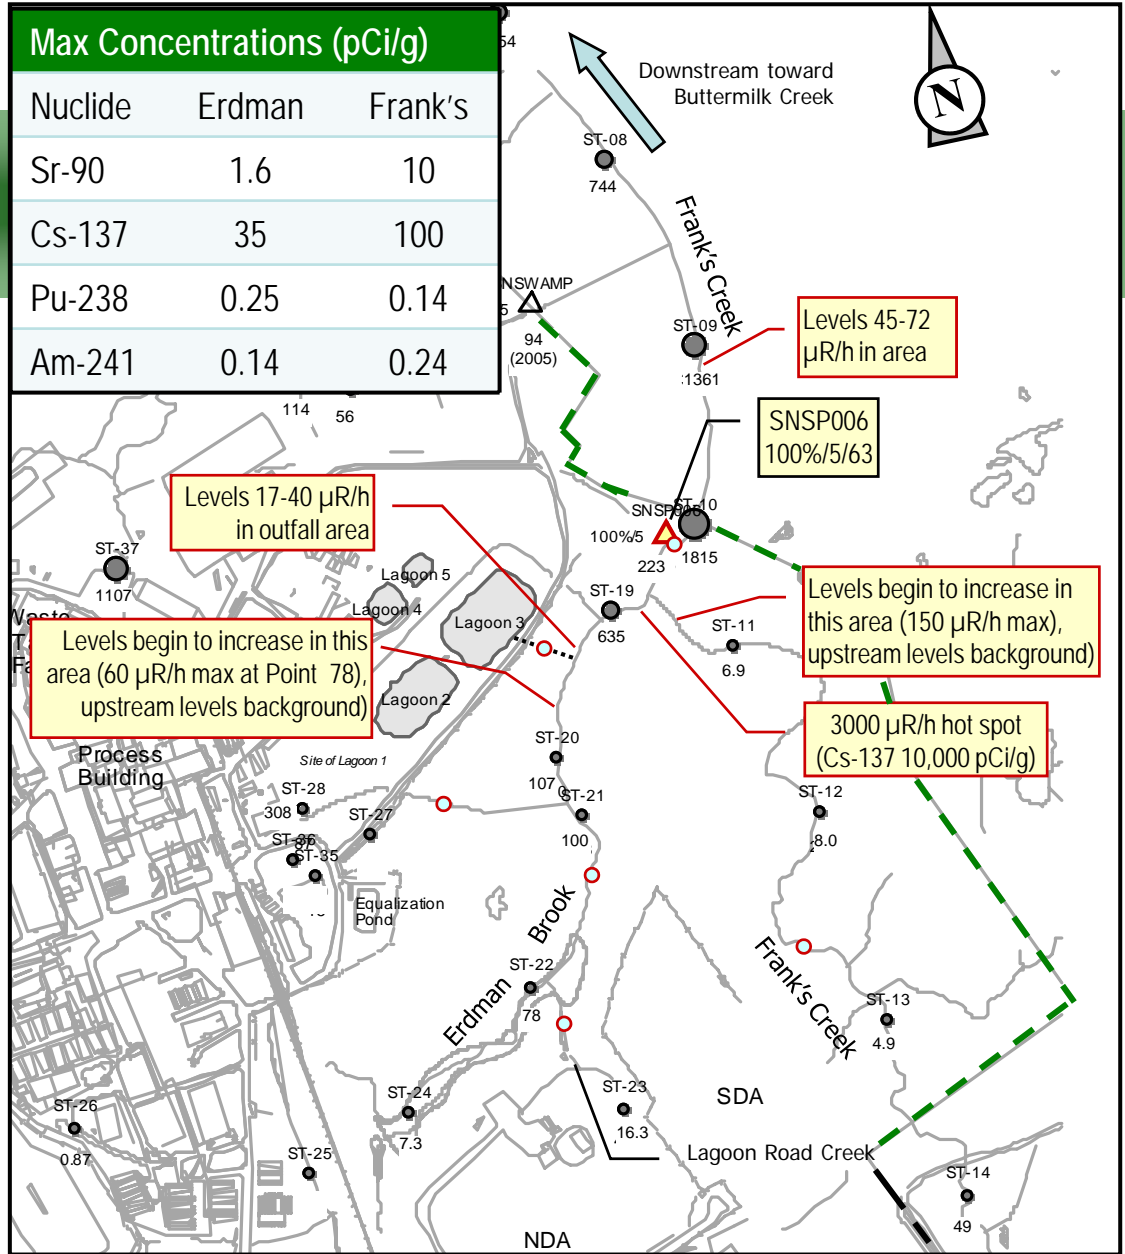 Max Concentrations (pCi/g)
Nuclide Erdman Frank's
Sr-90 1.6 10
Cs-137 35 100
Pu-238 0.25 0.14
Am-241 0.14 0.24
54
Downstream toward
Buttermilk Creek
N
ST-08
744
Frank's Creek
NSWAMP
5
94
(2005)
ST-09
1361
Levels 45-72
µR/h in area
114
56
SNSP006
100%/5/63
Levels 17-40 µR/h
in outfall area
ST-10
100%/5
1815
223
ST-37
1107
Lagoon 5
Lagoon 4
Lagoon 3
Lagoon 2
ST-19
635
ST-11
6.9
Levels begin to increase in
this area (150 µR/h max),
upstream levels background)
Levels begin to increase in this
area (60 µR/h max at Point 78),
upstream levels background)
3000 µR/h hot spot
(Cs-137 10,000 pCi/g)
Process
Building
Site of Lagoon 1
ST-20
107
ST-28
308
ST-27
ST-21
100
ST-12
8.0
ST-36
ST-35
Equalization
Pond
Erdman Brook
ST-22
78
Frank's Creek
ST-13
4.9
ST-26
0.87
ST-24
7.3
ST-23
16.3
SDA
ST-25
Lagoon Road Creek
ST-14
49
NDA